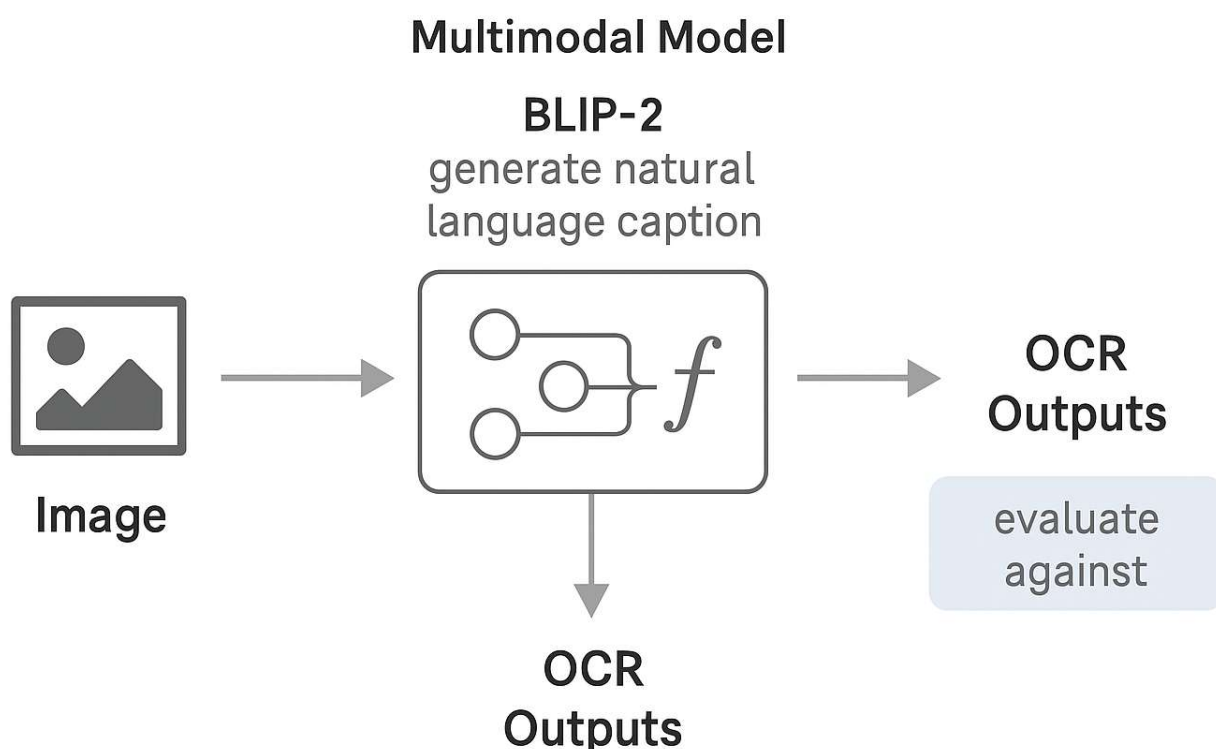 Multimodal Model
BLIP-2
generate natural
language caption
Image
f
OCR
Outputs
evaluate
against
OCR
Outputs